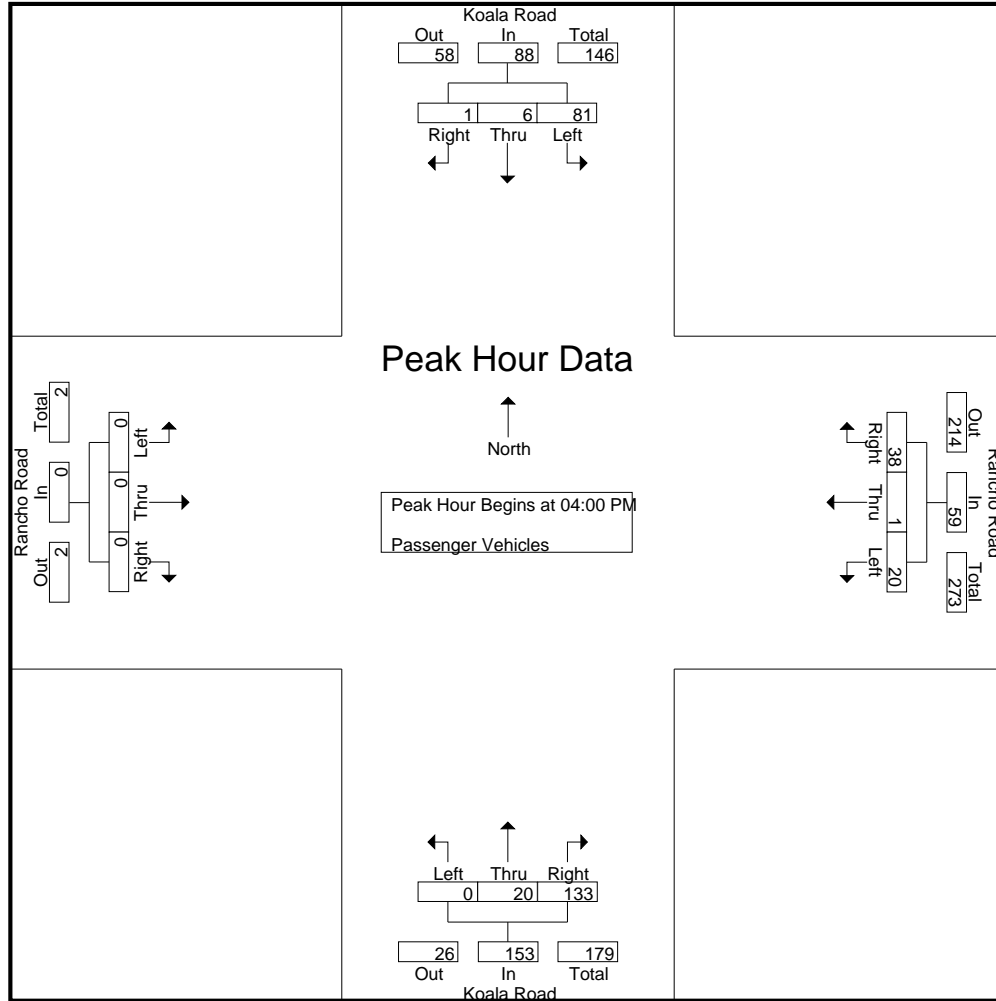 Koala Road
Out In Total
58 88 146
1 6 81
Right Thru Left
Peak Hour Data
North
Peak Hour Begins at 04:00 PM
Passenger Vehicles
Rancho Road
Total In Out
2 0 2
0 0 0
Left Thru Right
Rancho Road
Out In Total
214 59 273
38 1 20
Right Thru Left
Left Thru Right
0 20 133
26 153 179
Out In Total
Koala Road